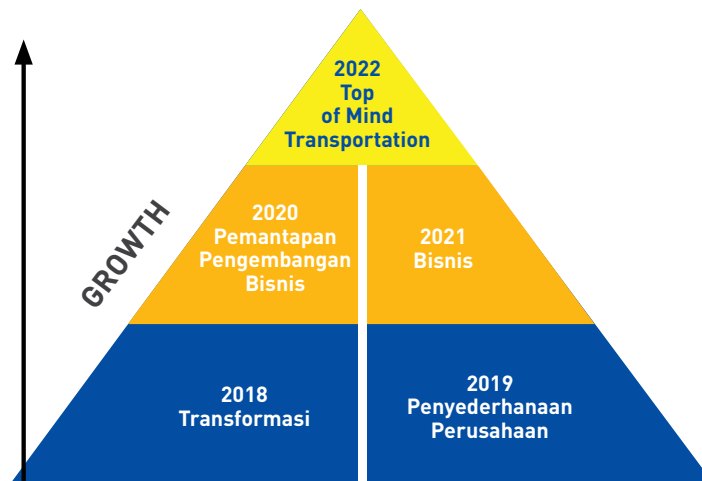 2022
Top
of Mind
Transportation
GROWTH
2020
Pemantapan
Pengembangan
Bisnis
2021
Bisnis
2018
Transformasi
2019
Penyederhanaan
Perusahaan